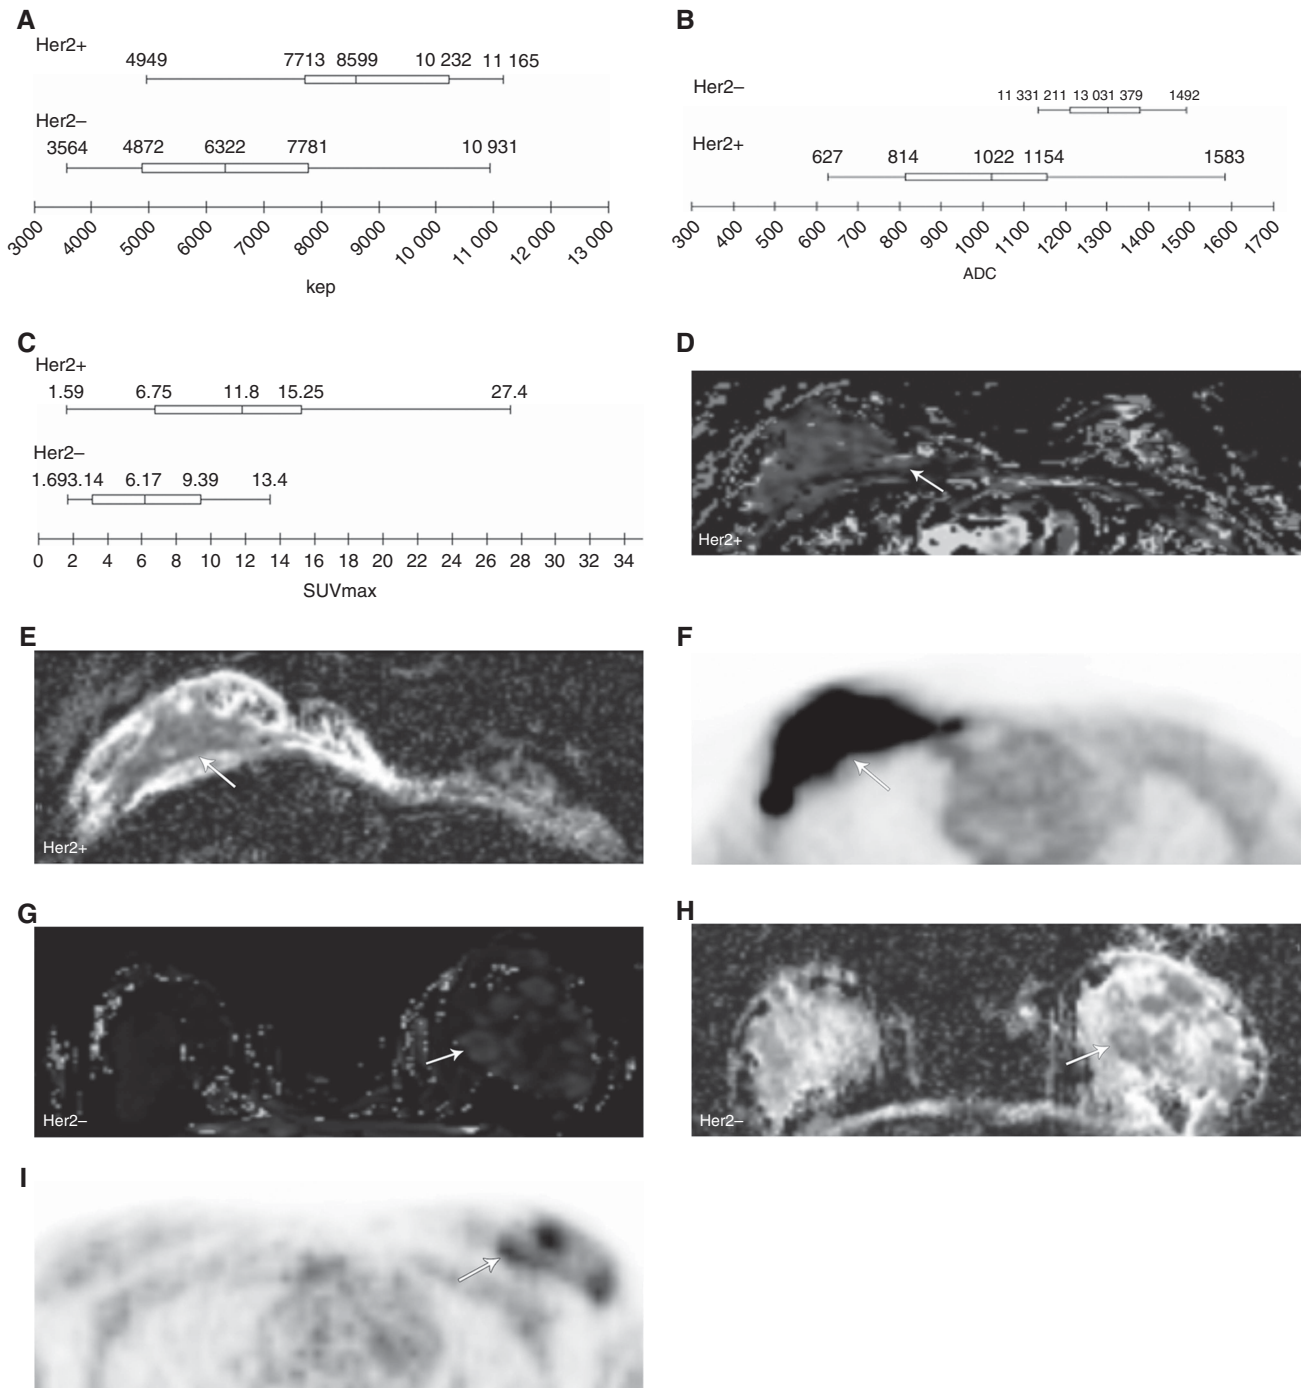 A
Her2+
4949 7713 8599 10 232 11 165
Her2–
3564 4872 6322 7781 10 931
3000 4000 5000 6000 7000 8000 9000 10 000 11 000 12 000 13 000
kep
B
Her2–
11 331 211 13 031 379 1492
Her2+
627 814 1022 1154 1583
300 400 500 600 700 800 900 1000 1100 1200 1300 1400 1500 1600 1700
ADC
C
Her2+
1.59 6.75 11.8 15.25 27.4
Her2–
1.693.14 6.17 9.39 13.4
0 2 4 6 8 10 12 14 16 18 20 22 24 26 28 30 32 34
SUVmax
D
Her2+
E
Her2+
F
G
Her2–
H
Her2–
I